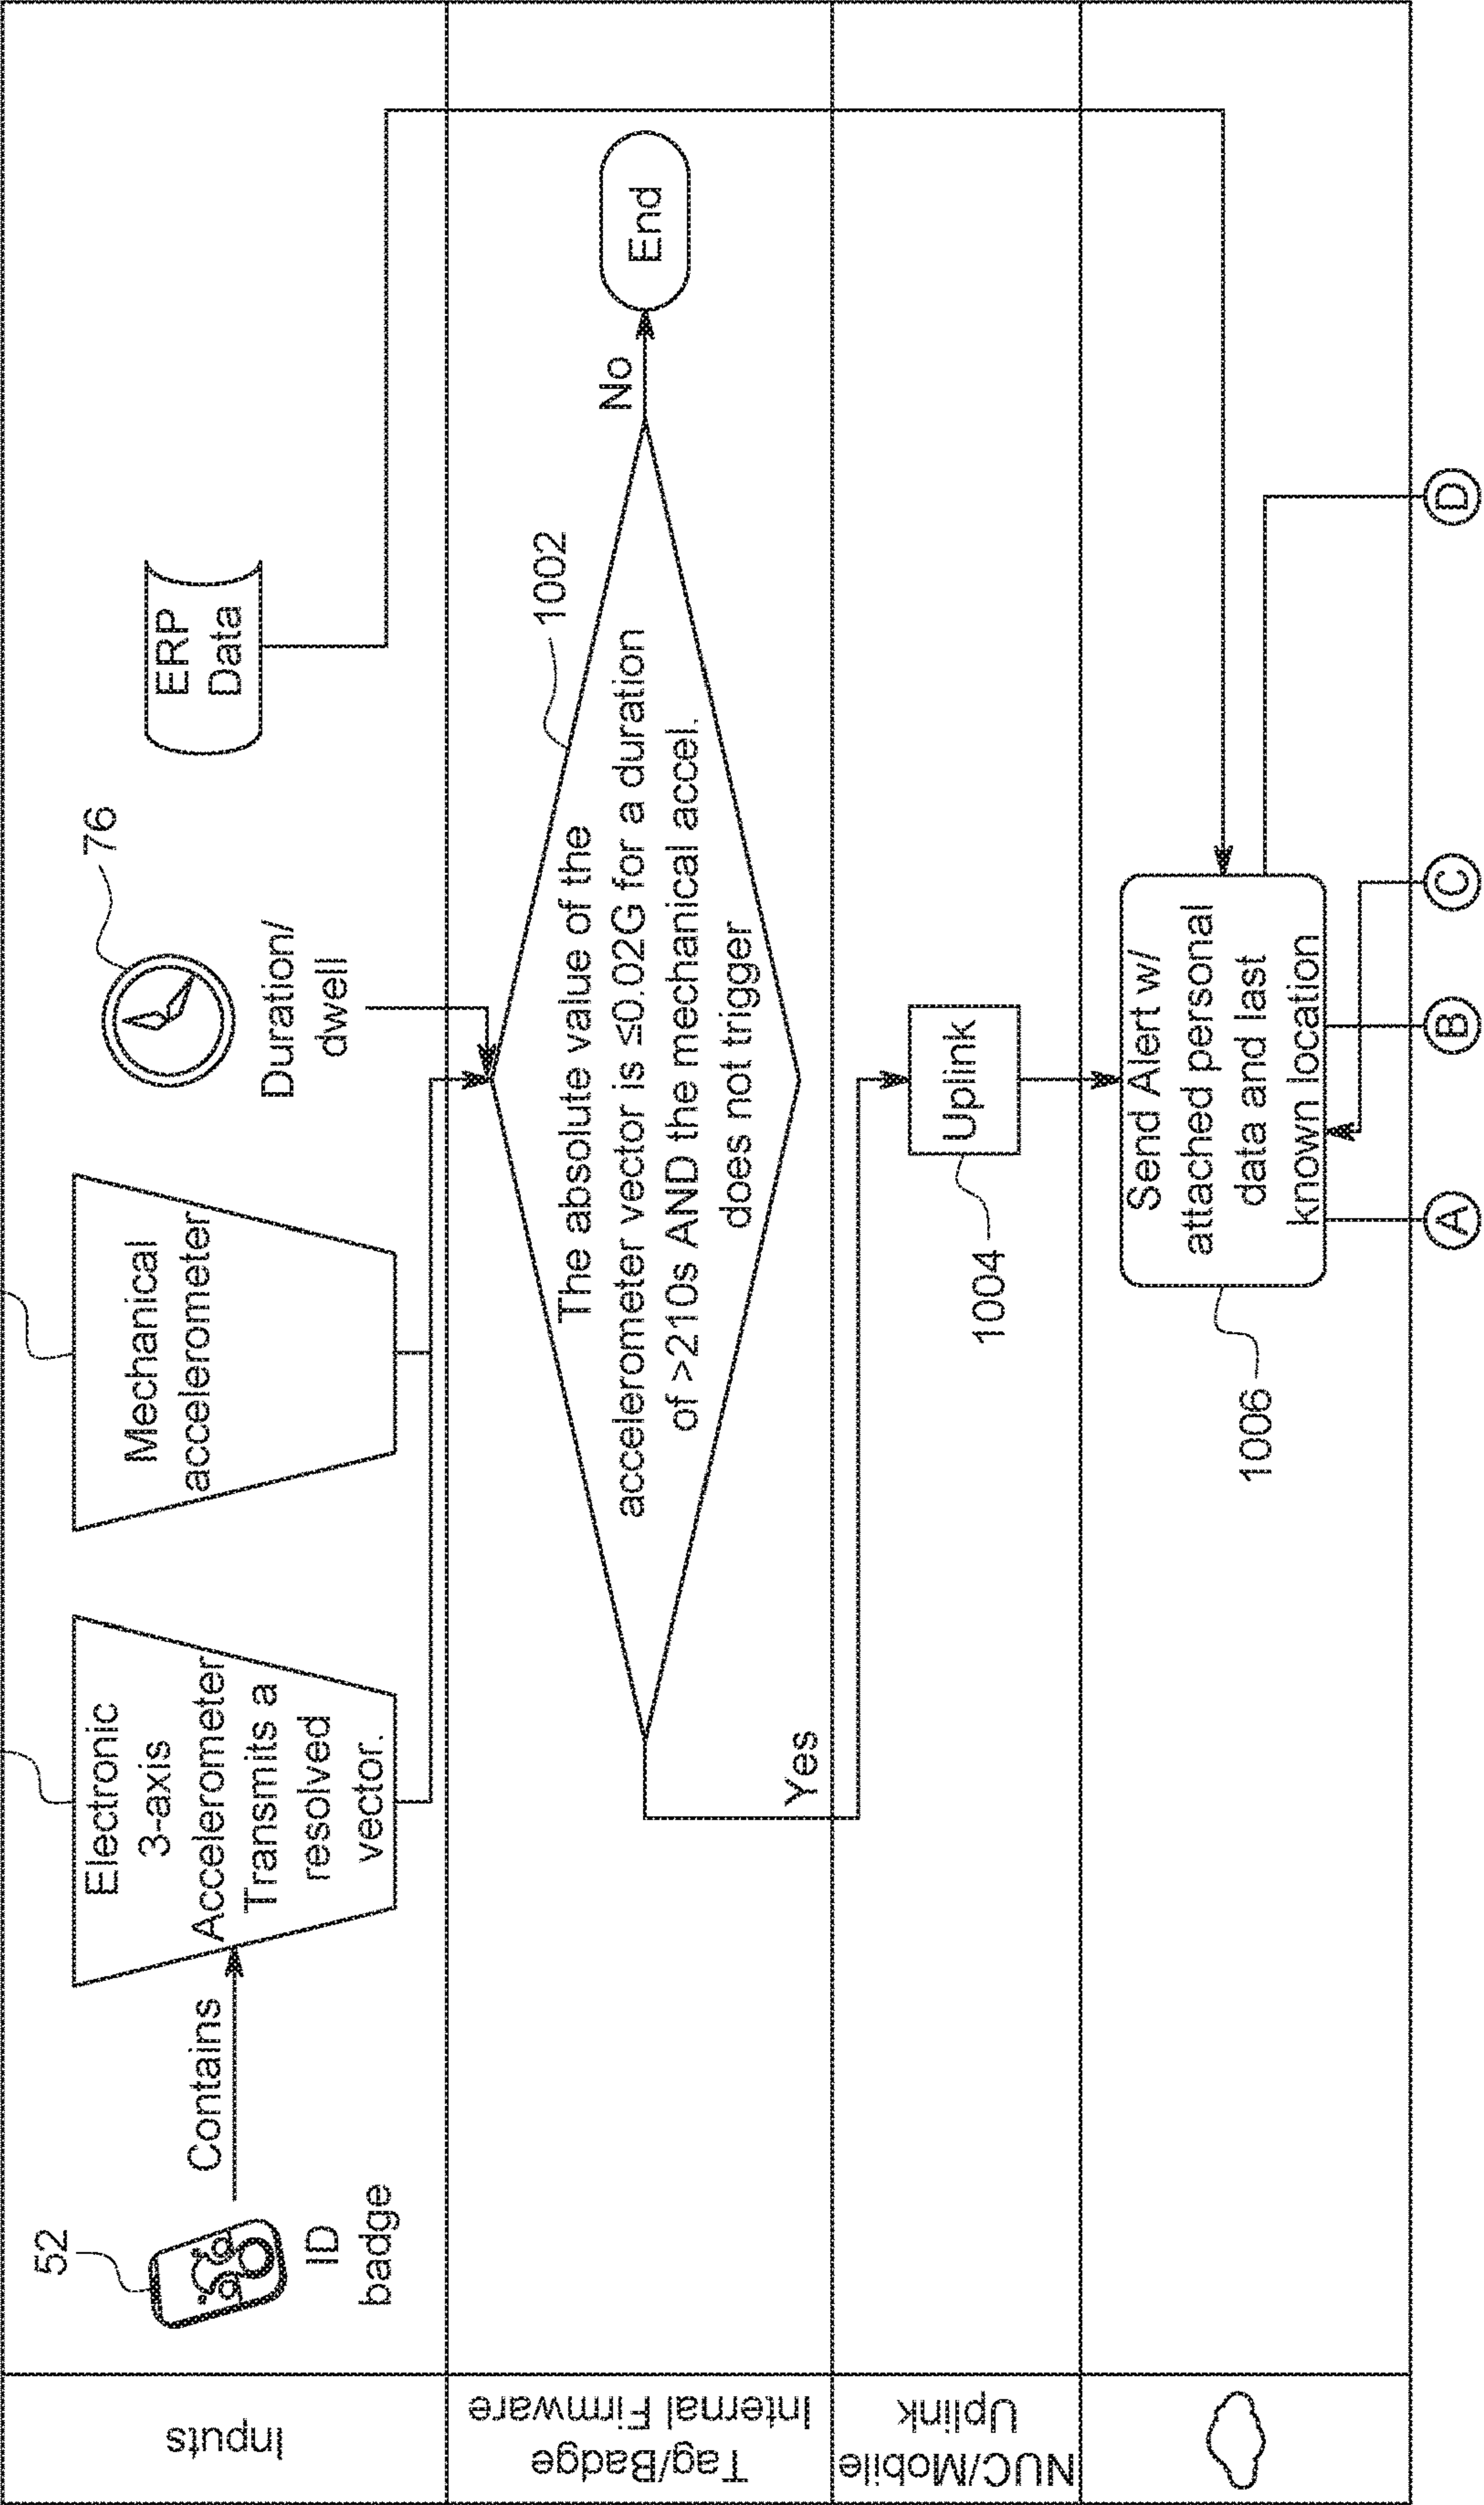 Inputs
52
ID
badge
Contains
Electronic
3-axis
Accelerometer
Transmits a
resolved
vector.
Mechanical
accelerometer
76
Duration/
dwell
ERP
Data
Tag/Badge
Internal Firmware
1002
The absolute value of the
accelerometer vector is ≤0.02G for a duration
of >210s AND the mechanical accel.
does not trigger
Yes
No
End
NUC/Mobile
Uplink
1004
Uplink
1006
Send Alert w/
attached personal
data and last
known location
A
B
C
D